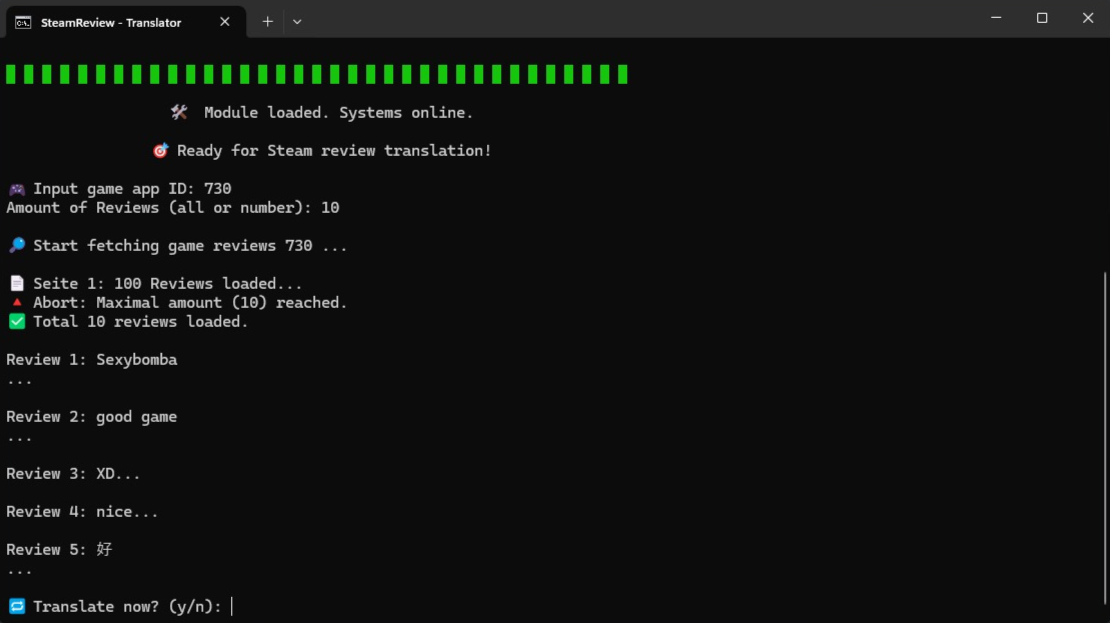 SteamReview - Translator
🛠 Module loaded. Systems online.
🎯 Ready for Steam review translation!
🎮 Input game app ID: 730
Amount of Reviews (all or number): 10
🔎 Start fetching game reviews 730 ...
📄 Seite 1: 100 Reviews loaded...
🔺 Abort: Maximal amount (10) reached.
✅ Total 10 reviews loaded.
Review 1: Sexybomba
...
Review 2: good game
...
Review 3: XD...
Review 4: nice...
Review 5: 好
...
🔁 Translate now? (y/n):